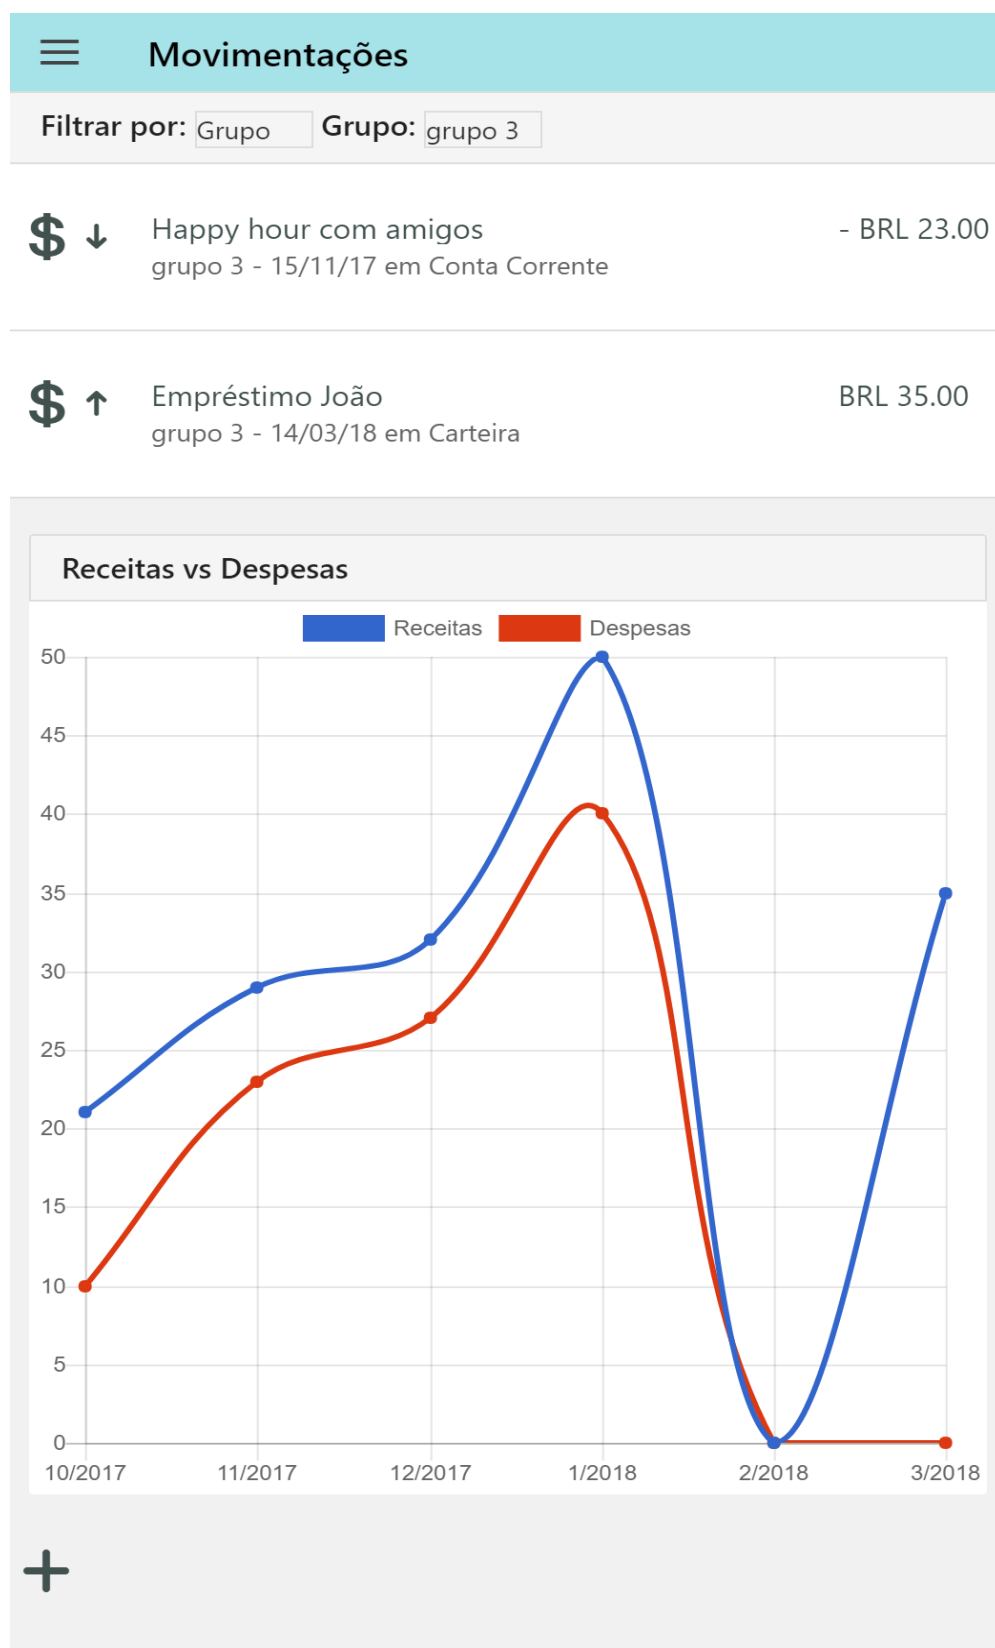 Movimentações
Filtrar por: Grupo Grupo: grupo 3
$ Happy hour com amigos - BRL 23.00
grupo 3 - 15/11/17 em Conta Corrente
$ Empréstimo João BRL 35.00
grupo 3 - 14/03/18 em Carteira
Receitas vs Despesas
Receitas Despesas
50
45
40
35
30
25
20
15
10
5
0
10/2017 11/2017 12/2017 1/2018 2/2018 3/2018